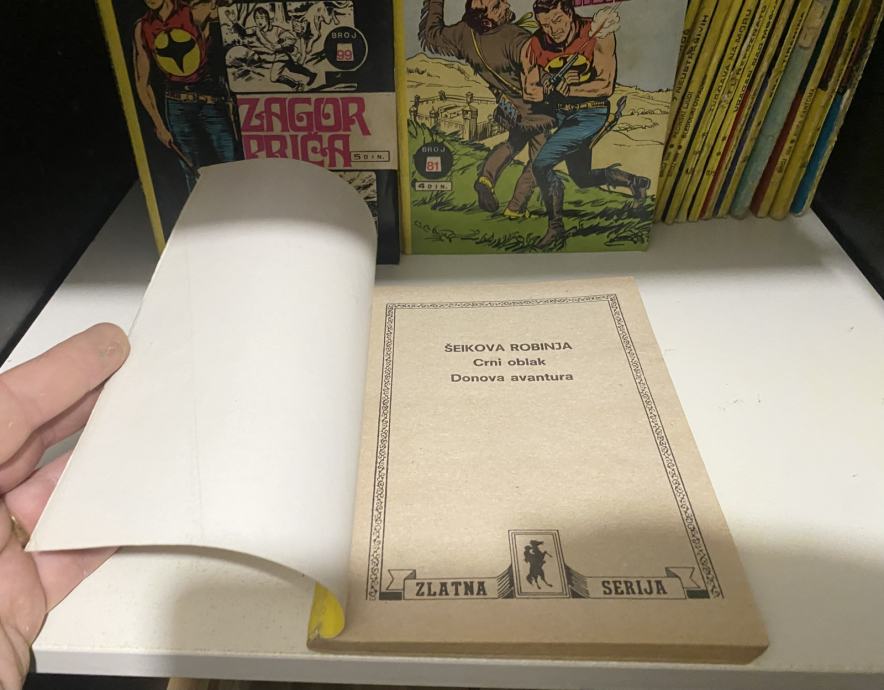 BROJ
99
ZAGOR
PRIČA
5 DIN.
BROJ
81
4 DIN.
ŠEIKOVA ROBINJA
Crni oblak
Donova avantura
ZLATNA SERIJA